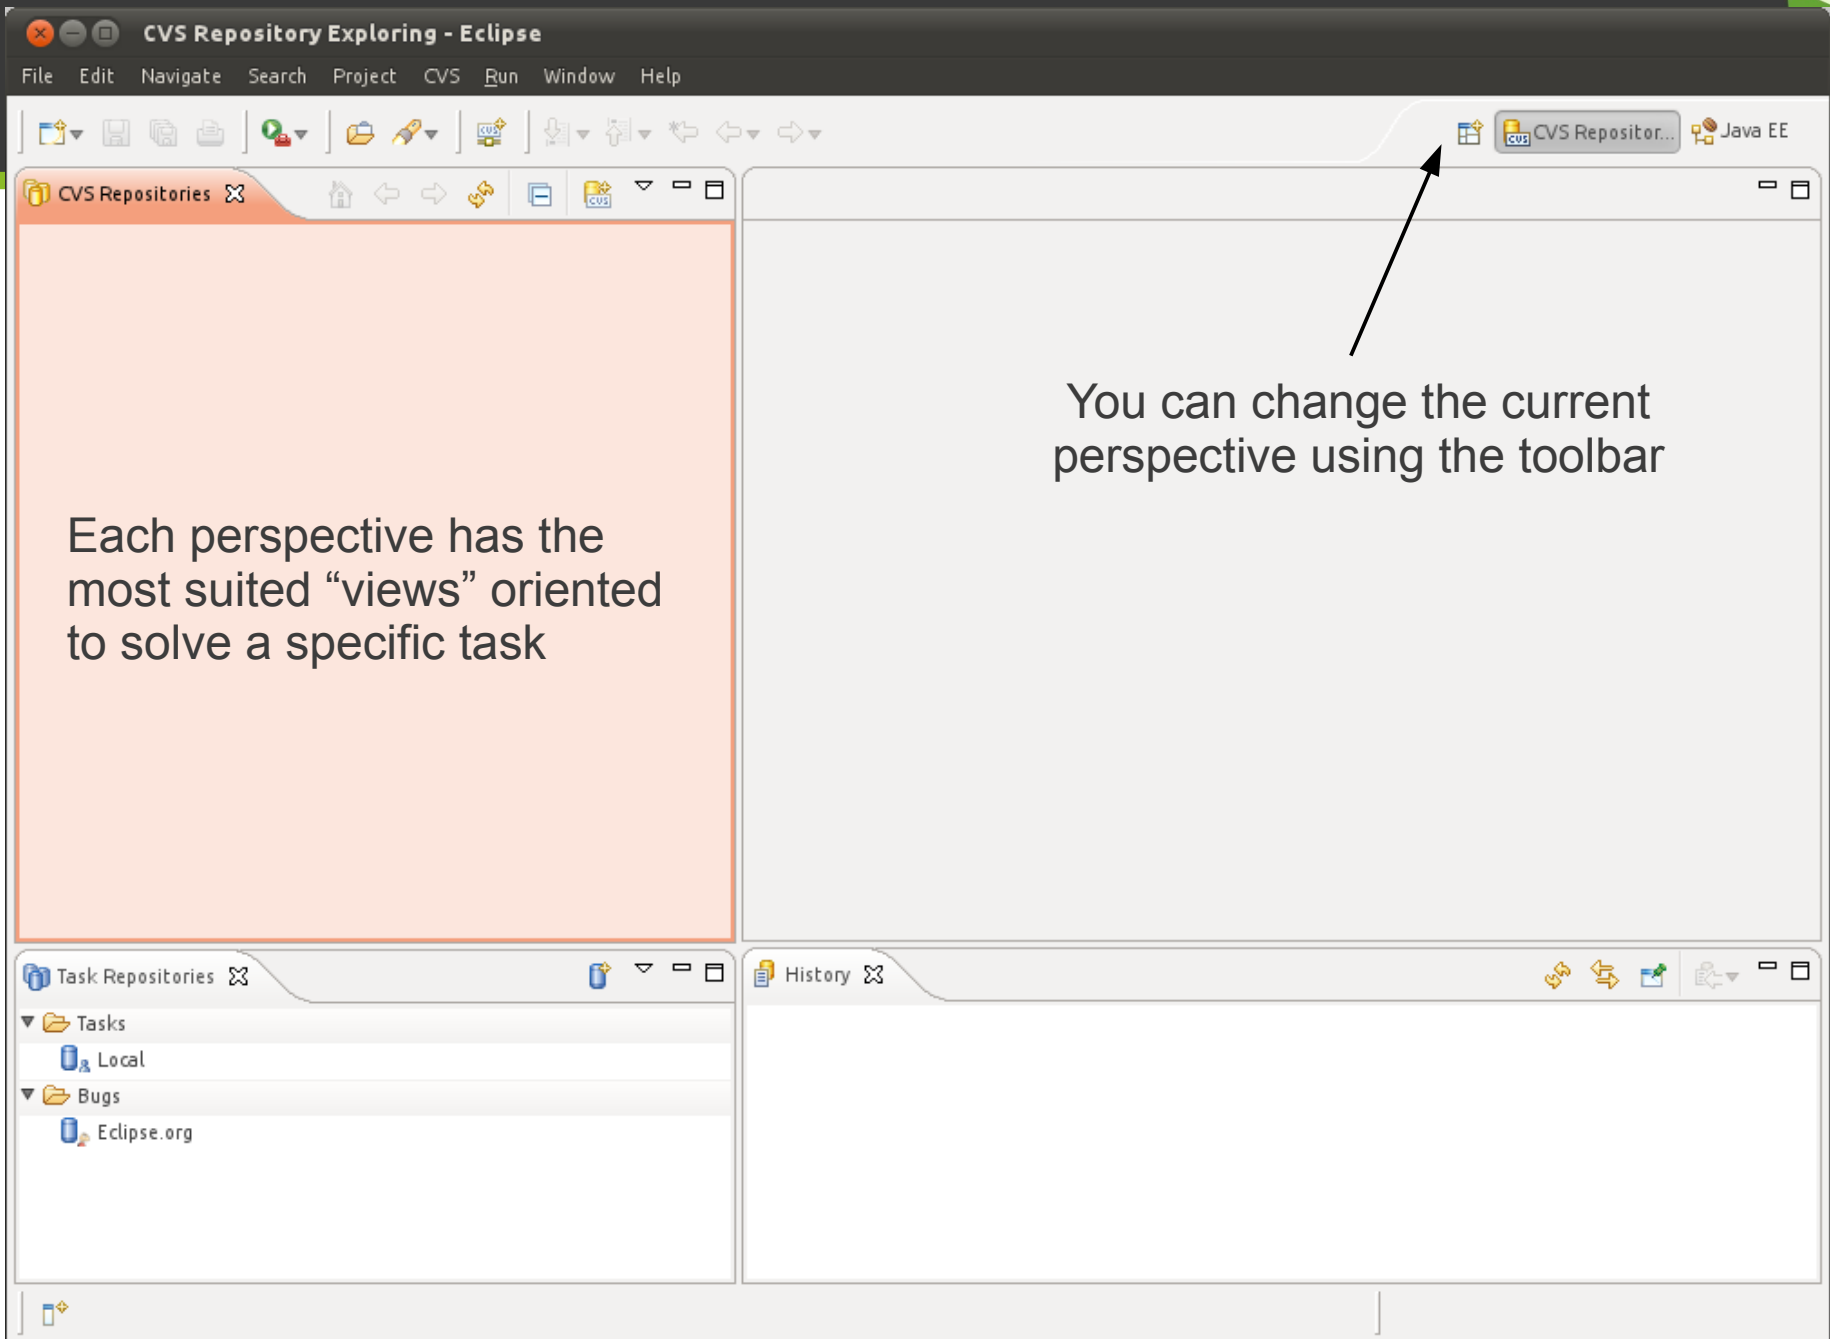 CVS Repository Exploring - Eclipse
File Edit Navigate Search Project CVS Run Window Help
CVS Repositor... Java EE
CVS Repositories
You can change the current
perspective using the toolbar
Each perspective has the
most suited “views” oriented
to solve a specific task
Task Repositories
Tasks
Local
Bugs
Eclipse.org
History